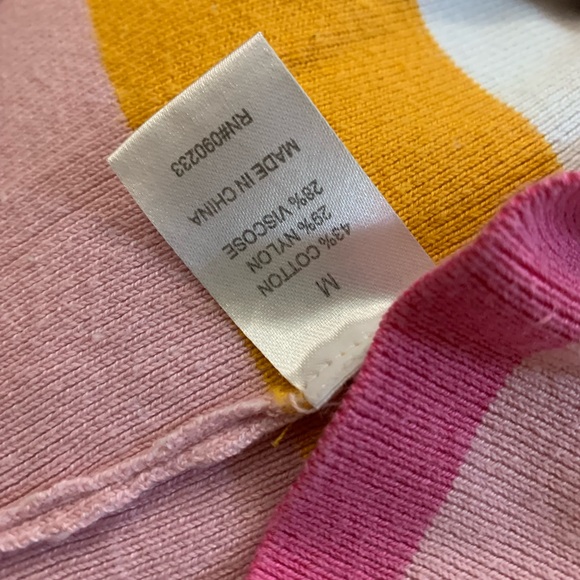 M
43% COTTON
29% NYLON
28% VISCOSE
MADE IN CHINA
RN#090233